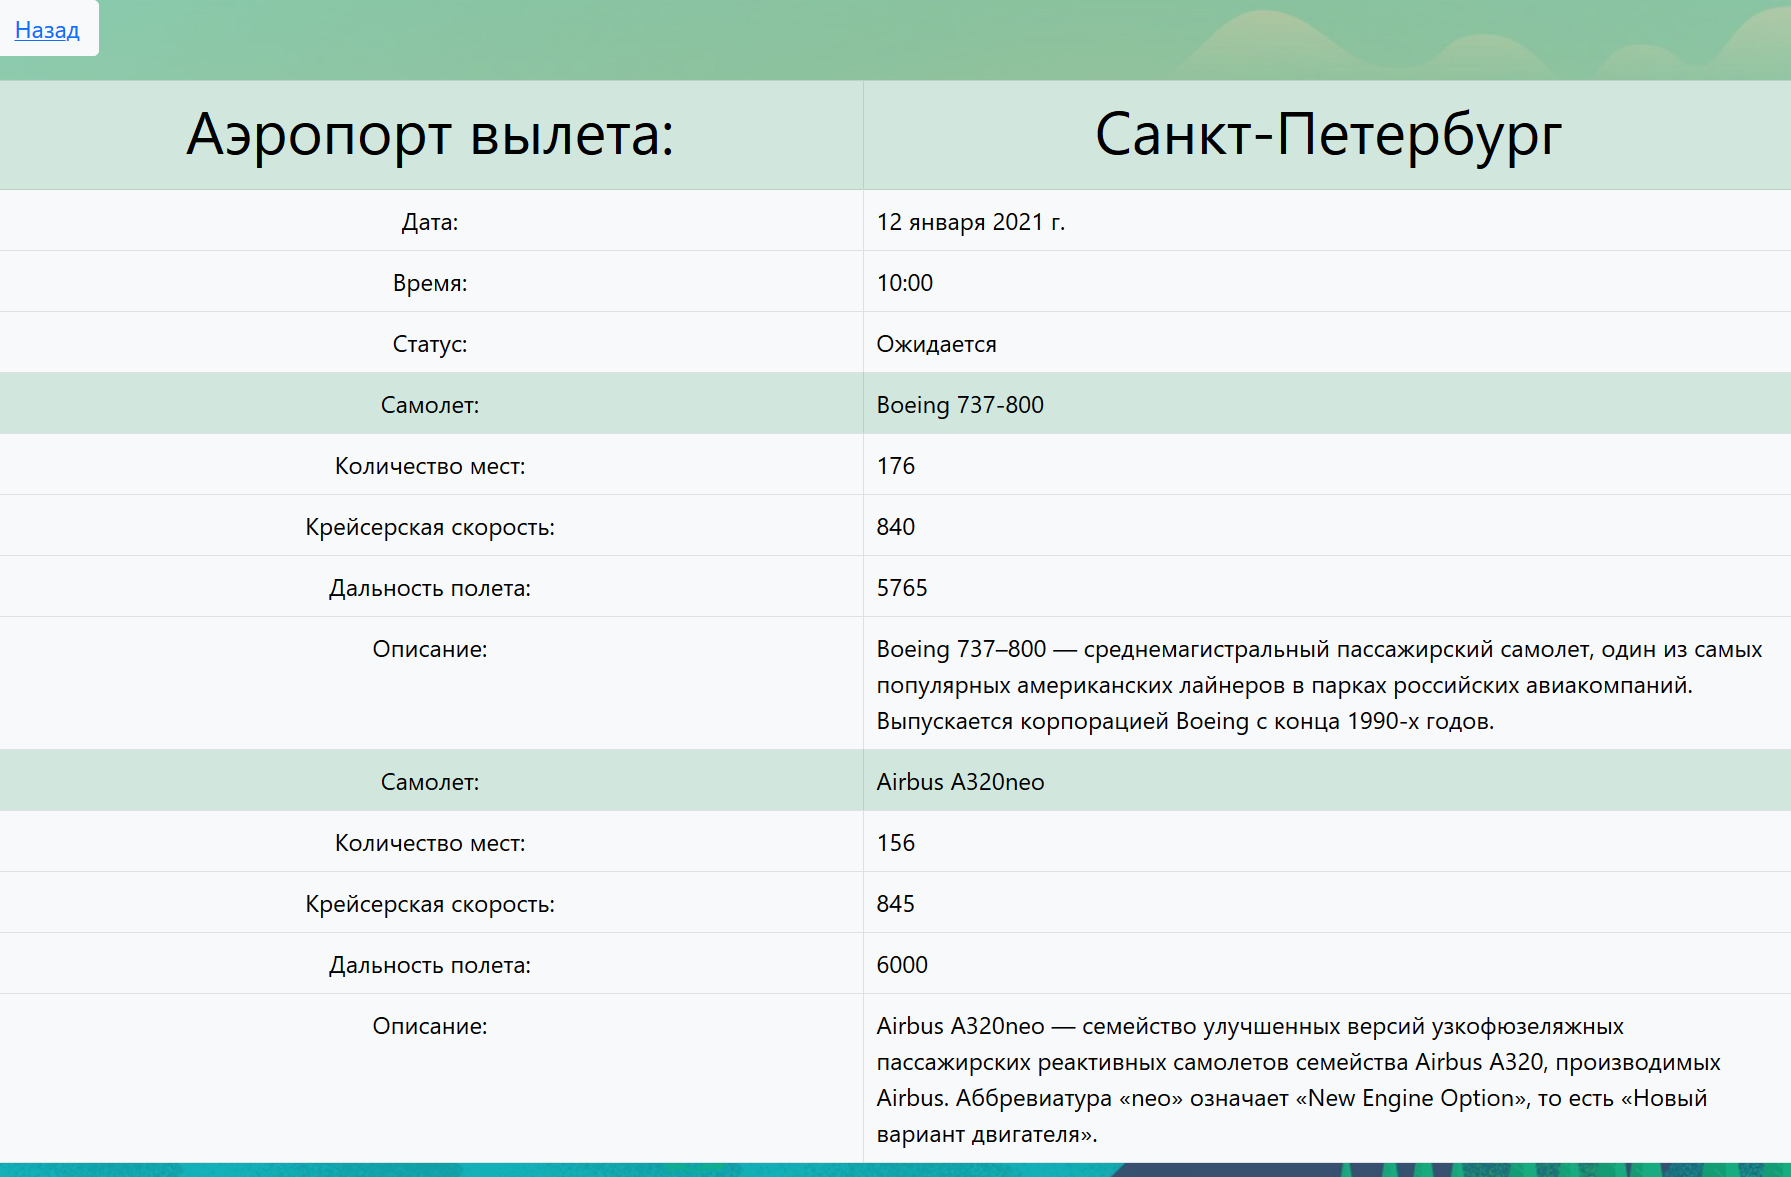 Назад
Аэропорт вылета: Санкт-Петербург
Дата: 12 января 2021 г.
Время: 10:00
Статус: Ожидается
Самолет: Boeing 737-800
Количество мест: 176
Крейсерская скорость: 840
Дальность полета: 5765
Описание: Boeing 737–800 — среднемагистральный пассажирский самолет, один из самых
популярных американских лайнеров в парках российских авиакомпаний.
Выпускается корпорацией Boeing с конца 1990-х годов.
Самолет: Airbus A320neo
Количество мест: 156
Крейсерская скорость: 845
Дальность полета: 6000
Описание: Airbus A320neo — семейство улучшенных версий узкофюзеляжных
пассажирских реактивных самолетов семейства Airbus A320, производимых
Airbus. Аббревиатура «neo» означает «New Engine Option», то есть «Новый
вариант двигателя».